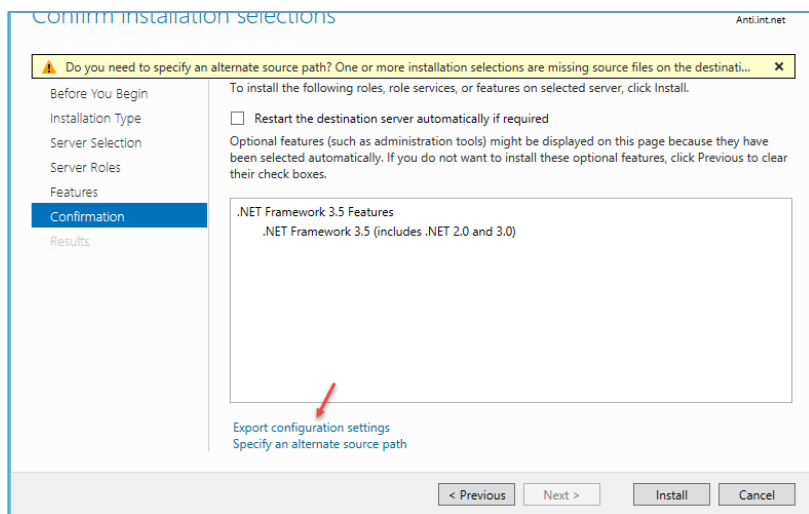 Confirm installation selections
Anti.int.net
Do you need to specify an alternate source path? One or more installation selections are missing source files on the destinati...
Before You Begin
Installation Type
Server Selection
Server Roles
Features
Confirmation
Results
To install the following roles, role services, or features on selected server, click Install.
Restart the destination server automatically if required
Optional features (such as administration tools) might be displayed on this page because they have
been selected automatically. If you do not want to install these optional features, click Previous to clear
their check boxes.
.NET Framework 3.5 Features
.NET Framework 3.5 (includes .NET 2.0 and 3.0)
Export configuration settings
Specify an alternate source path
< Previous
Next >
Install
Cancel